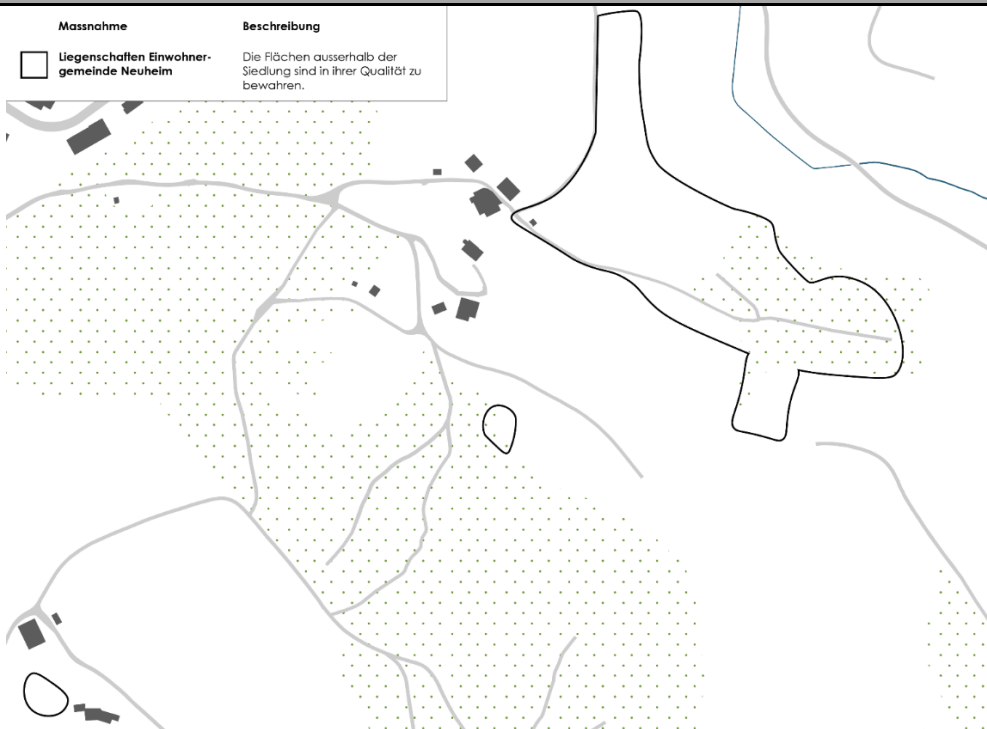 Massnahme
Beschreibung
Liegenschaften Einwohner-
gemeinde Neuheim
Die Flächen ausserhalb der
Siedlung sind in ihrer Qualität zu
bewahren.